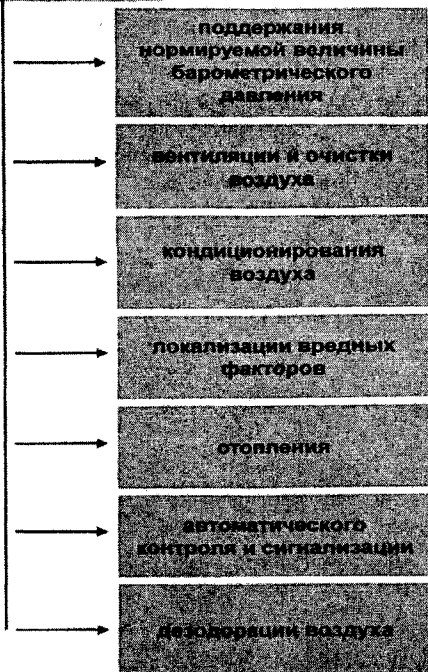 поддержания
нормируемой величины
барометрического
давления
вентиляции и очистки
воздуха
кондиционирования
воздуха
локализации вредных
факторов
отопления
автоматического
контроля и сигнализации
дезодорации воздуха